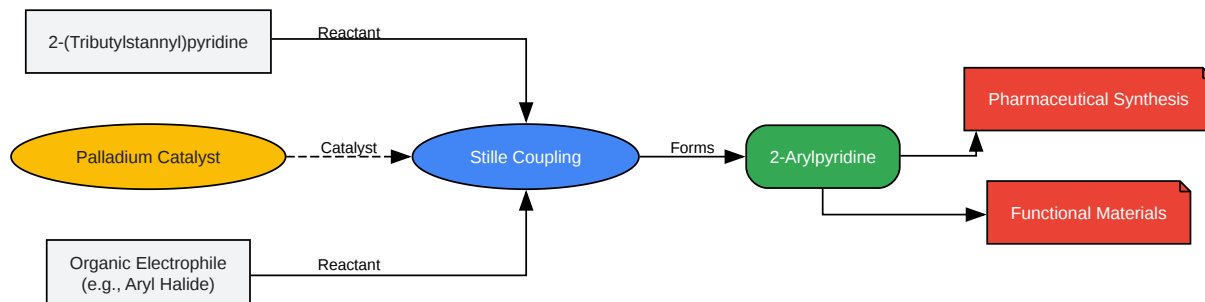 2-(Tributylstannyl)pyridine
Reactant
Palladium Catalyst
Catalyst
Stille Coupling
Forms
2-Arylpyridine
Pharmaceutical Synthesis
Functional Materials
Organic Electrophile
(e.g., Aryl Halide)
Reactant